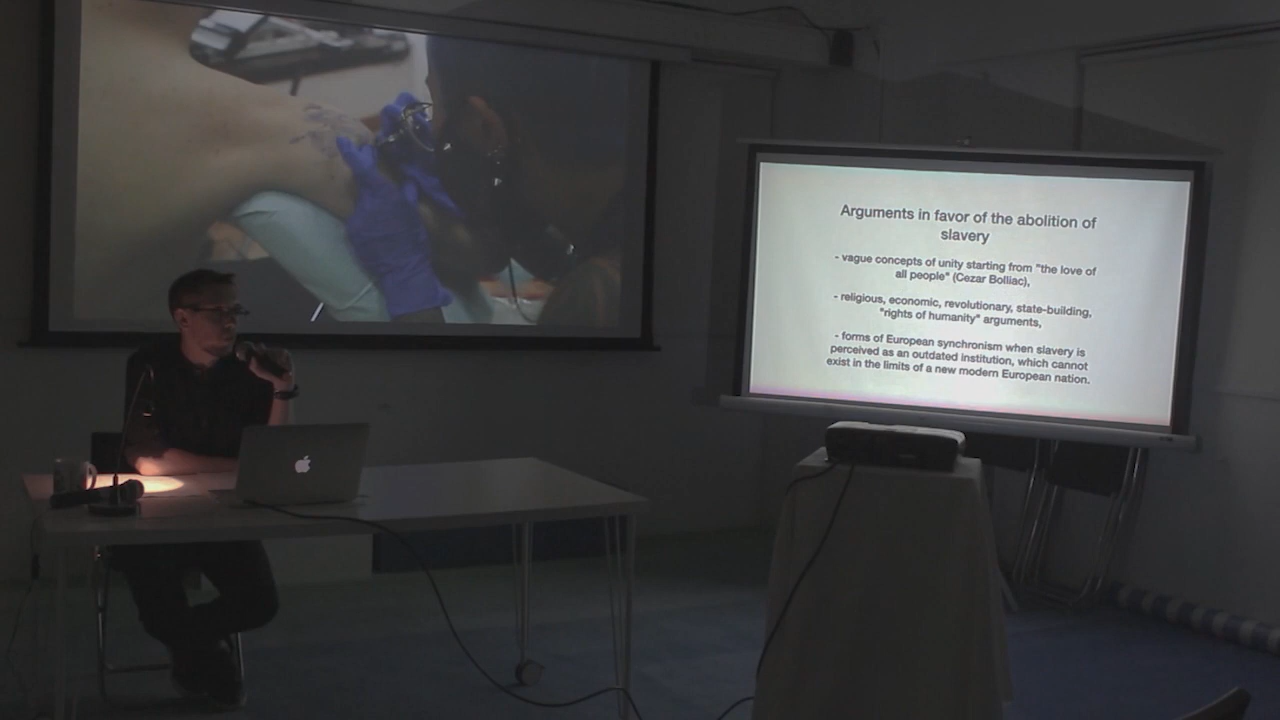 Arguments in favor of the abolition of
slavery
- vague concepts of unity starting from "the love of
all people" (Cezar Bolliac),
- religious, economic, revolutionary, state-building,
"rights of humanity" arguments,
- forms of European synchronism when slavery is
perceived as an outdated institution, which cannot
exist in the limits of a new modern European nation.